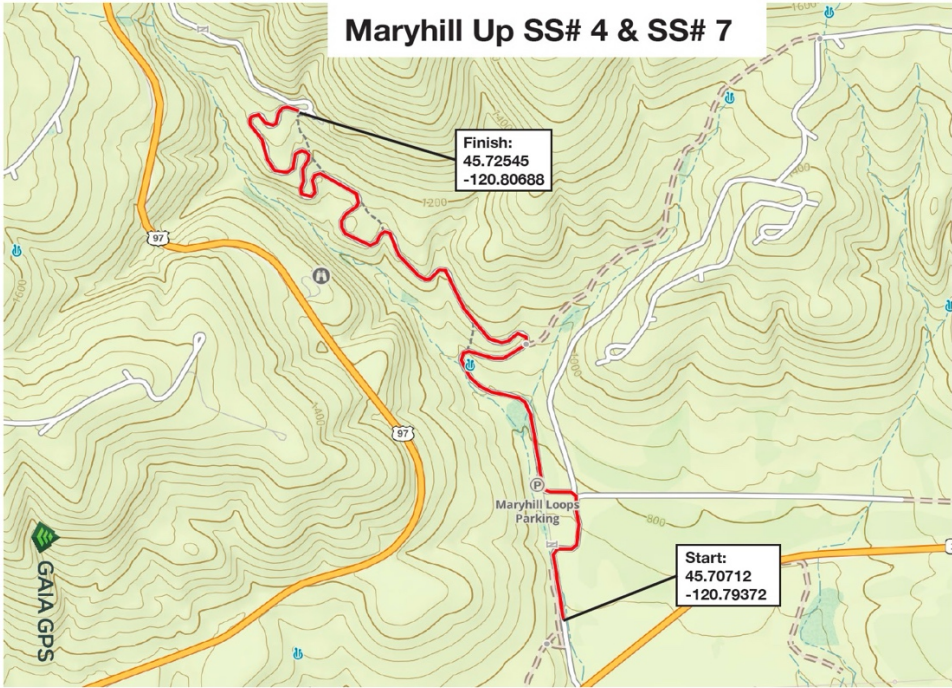 Maryhill Up SS# 4 & SS# 7
1600
Finish:
45.72545
-120.80688
1200
97
1600
1000
1400
97
P
Maryhill Loops
Parking
800
Start:
45.70712
-120.79372
GAIA GPS